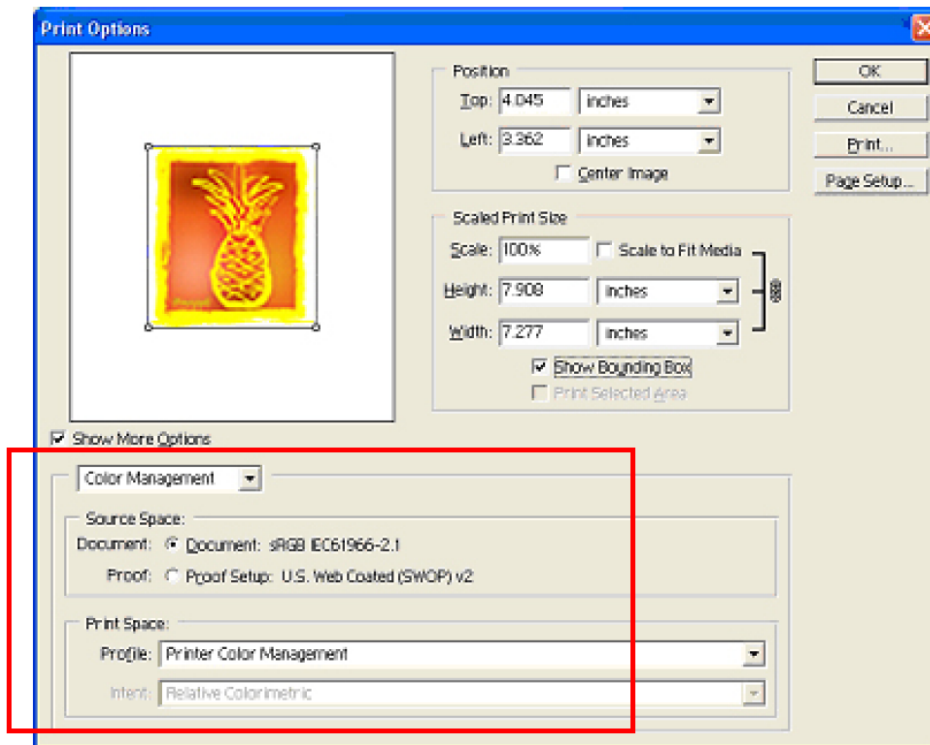 Print Options
Position
Top: 4.045 inches
Left: 3.362 inches
Center Image
OK
Cancel
Print...
Page Setup...
Scaled Print Size
Scale: 100% Scale to Fit Media
Height: 7.908 inches
Width: 7.277 inches
Show Bounding Box
Print Selected Area
Show More Options
Color Management
Source Space:
Document: Document: sRGB IEC61966-2.1
Proof: Proof Setup: U.S. Web Coated (SWOP) v2
Print Space:
Profile: Printer Color Management
Intent: Relative Colorimetric